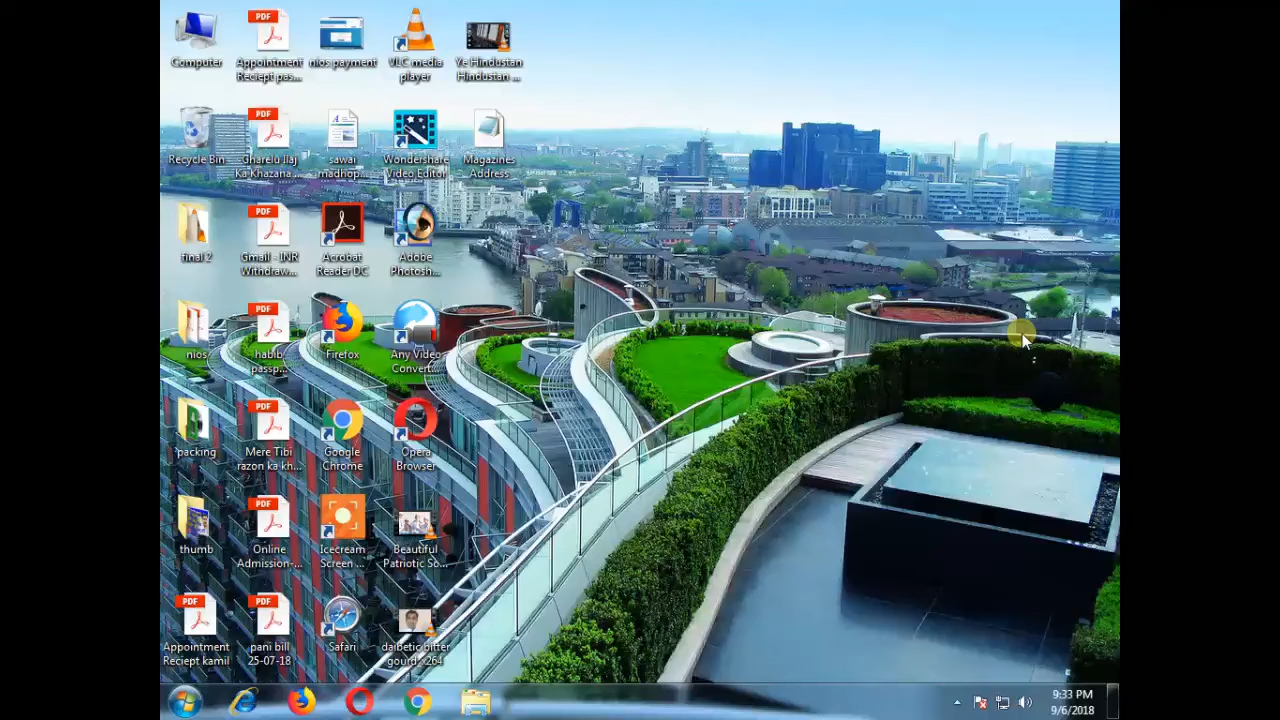 Computer
PDF
Appointment
Reciept pas...
nios payment
VLC media
player
Ye Hindustan
Hindustan ...
Recycle Bin
PDF
Gharelu Ilaj
Ka Khazana ...
sawai
madhop...
Wondershare
Video Editor
Magazines
Address
final 2
PDF
Gmail - INR
Withdraw...
Acrobat
Reader DC
Adobe
Photosh...
nios
PDF
habib
passp...
Firefox
Any Video
Convert...
packing
PDF
Mere Tibi
razon ka kh...
Google
Chrome
Opera
Browser
thumb
PDF
Online
Admission-...
Icecream
Screen ...
Beautiful
Patriotic So...
PDF
Appointment
Reciept kamil
PDF
pani bill
25-07-18
Safari
daibetic bitter
gourd x264
9:33 PM
9/6/2018